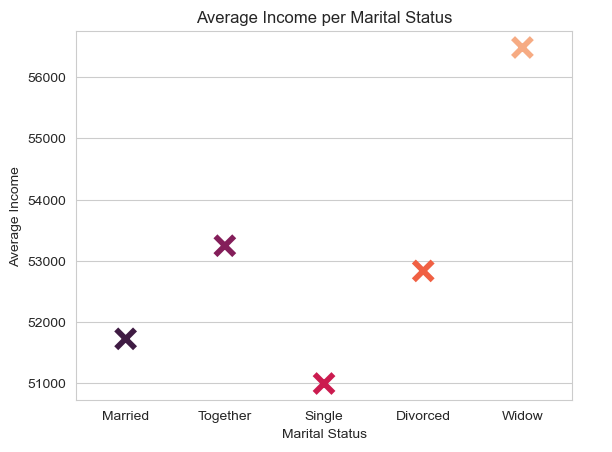 Average Income per Marital Status
Average Income
56000
55000
54000
53000
52000
51000
Married Together Single Divorced Widow
Marital Status